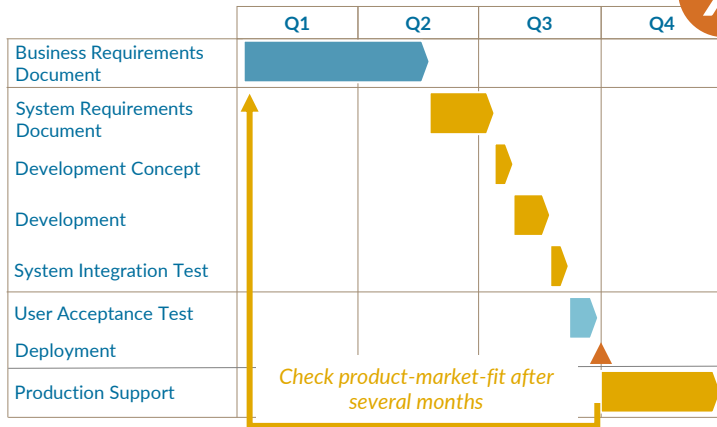 Q1 Q2 Q3 Q4
Business Requirements
Document
System Requirements
Document
Development Concept
Development
System Integration Test
User Acceptance Test
Deployment
Production Support
Check product-market-fit after
several months